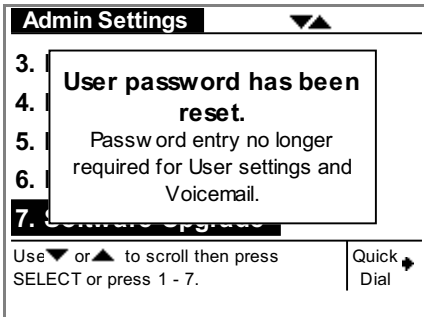 Admin Settings
3.
User password has been
reset.
Password entry no longer
required for User settings and
Voicemail.
4.
5.
6.
7. Software Upgrade
Use or to scroll then press
SELECT or press 1 - 7.
Quick
Dial